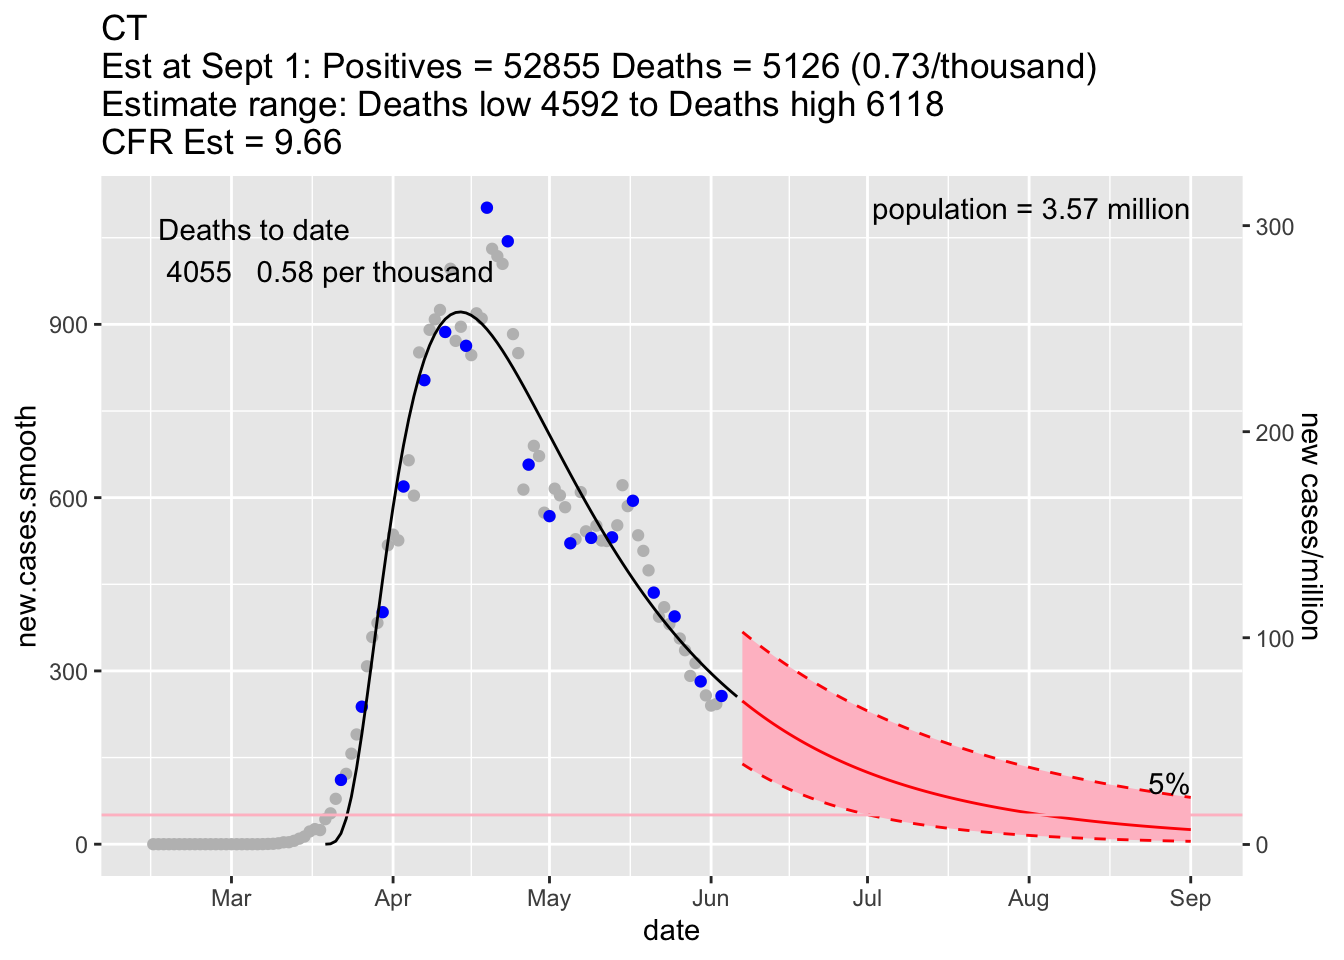 CT
Est at Sept 1: Positives = 52855 Deaths = 5126 (0.73/thousand)
Estimate range: Deaths low 4592 to Deaths high 6118
CFR Est = 9.66
population = 3.57 million
Deaths to date
4055 0.58 per thousand
5%
new.cases.smooth
900
600
300
0
300
200
100
0
new cases/million
Mar Apr May Jun Jul Aug Sep
date